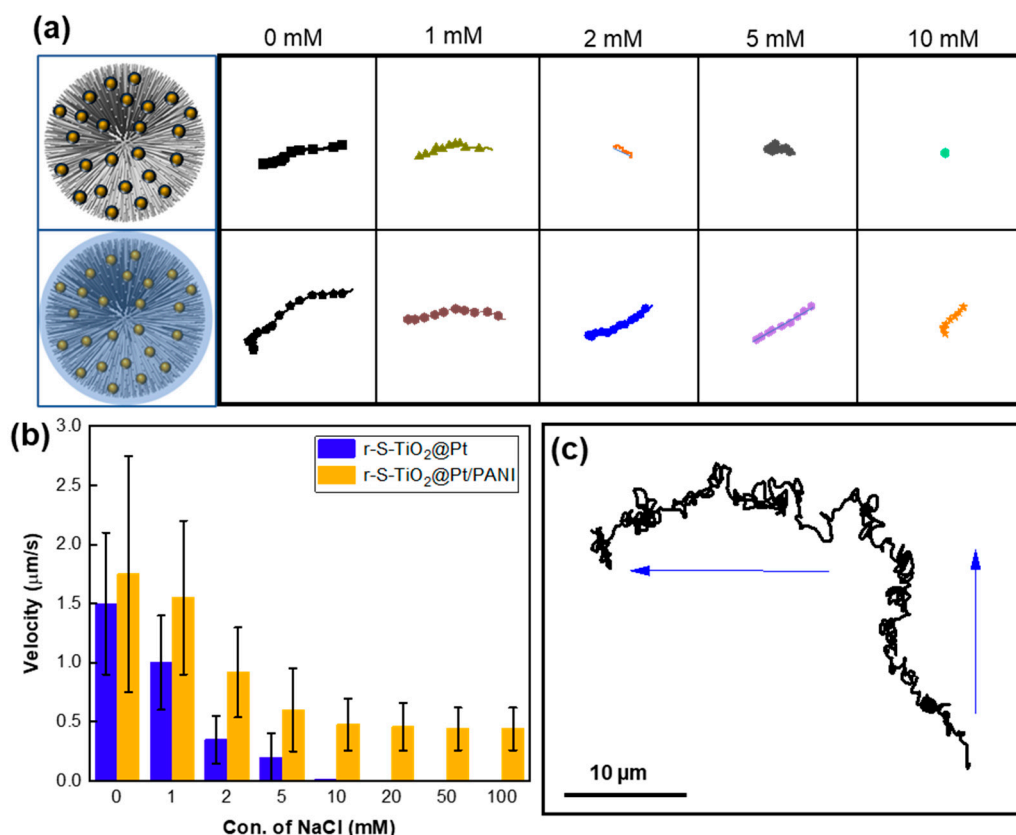 (a)
0 mM 1 mM 2 mM 5 mM 10 mM
(b)
3.0
2.5
2.0
1.5
1.0
0.5
0.0
Velocity (μm/s)
r-S-TiO₂@Pt
r-S-TiO₂@Pt/PANI
0 1 2 5 10 20 50 100
Con. of NaCl (mM)
(c)
10 μm